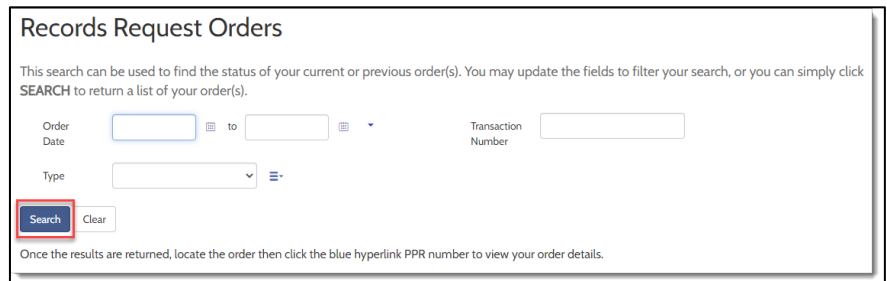 Records Request Orders
This search can be used to find the status of your current or previous order(s). You may update the fields to filter your search, or you can simply click
SEARCH to return a list of your order(s).
Order Date to Transaction Number
Type
Search Clear
Once the results are returned, locate the order then click the blue hyperlink PPR number to view your order details.